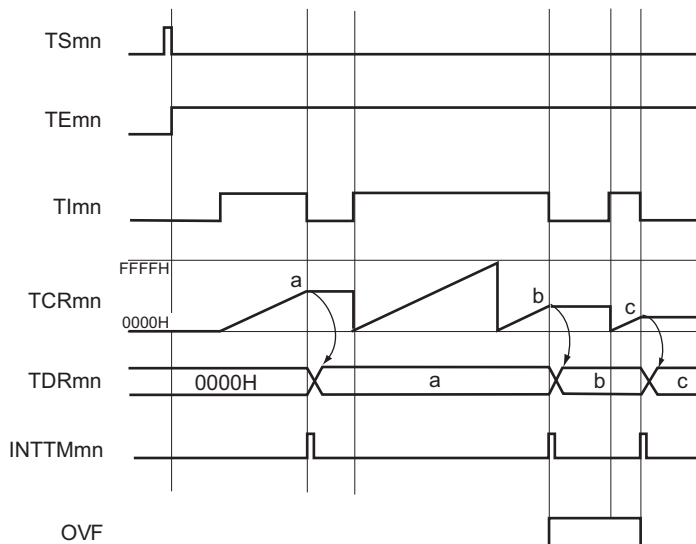 TSmn
TEmn
TImn
FFFFH
TCRmn
0000H
a
b
c
TDRmn
0000H
a
b
c
INTTMmn
OVF